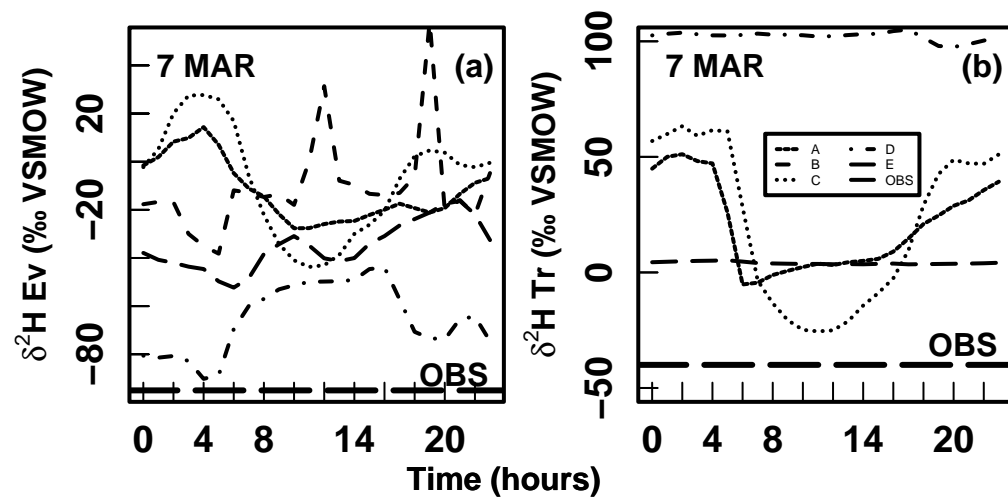 7 MAR (a)
δ²H Ev (‰ VSMOW)
20
−20
−80
OBS
0 4 8 14 20
7 MAR (b)
δ²H Tr (‰ VSMOW)
100
50
0
−50
A D
B E
C OBS
OBS
0 4 8 14 20
Time (hours)